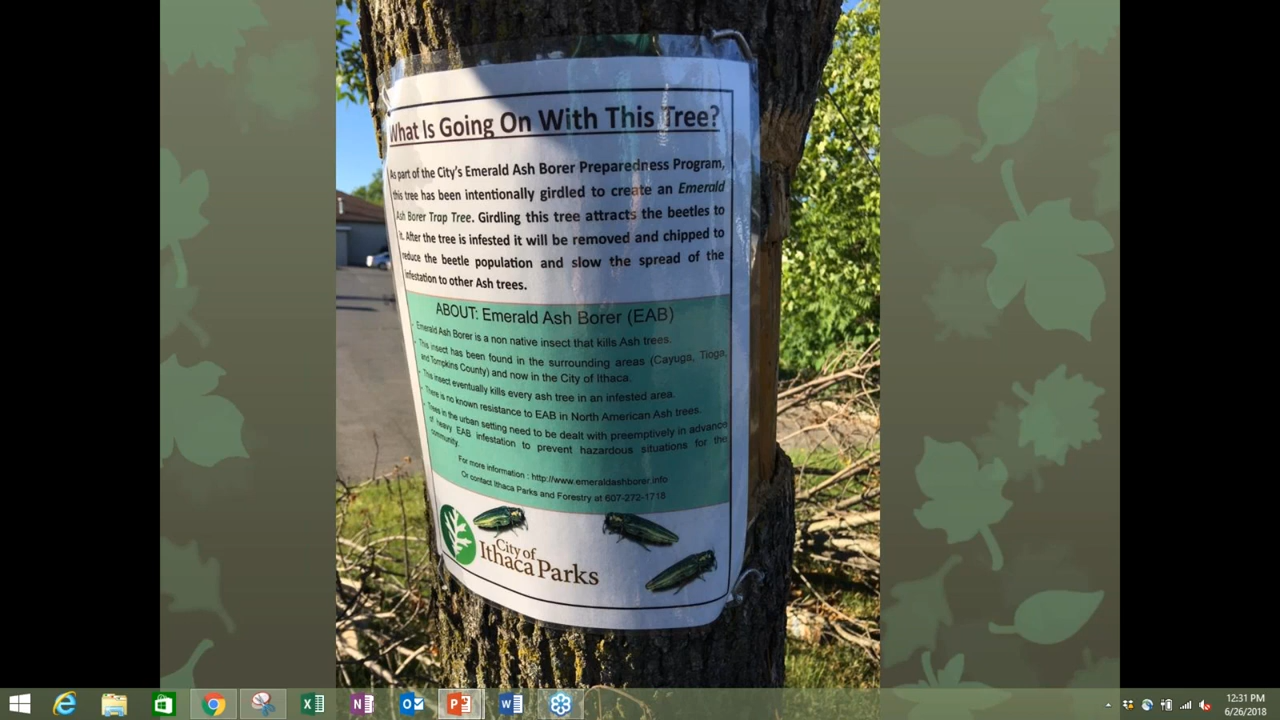 What Is Going On With This Tree?
As part of the City's Emerald Ash Borer Preparedness Program,
this tree has been intentionally girdled to create an Emerald
Ash Borer Trap Tree. Girdling this tree attracts the beetles to
it. After the tree is infested it will be removed and chipped to
reduce the beetle population and slow the spread of the
infestation to other Ash trees.
ABOUT: Emerald Ash Borer (EAB)
- Emerald Ash Borer is a non native insect that kills Ash trees.
- This insect has been found in the surrounding areas (Cayuga, Tioga,
and Tompkins County) and now in the City of Ithaca.
- This insect eventually kills every ash tree in an infested area.
- There is no known resistance to EAB in North American Ash trees.
- Trees in the urban setting need to be dealt with preemptively in advance
of heavy EAB infestation to prevent hazardous situations for the
community.
For more information : http://www.emeraldashborer.info
Or contact Ithaca Parks and Forestry at 607-272-1718
City of
Ithaca Parks
12:31 PM
6/26/2018